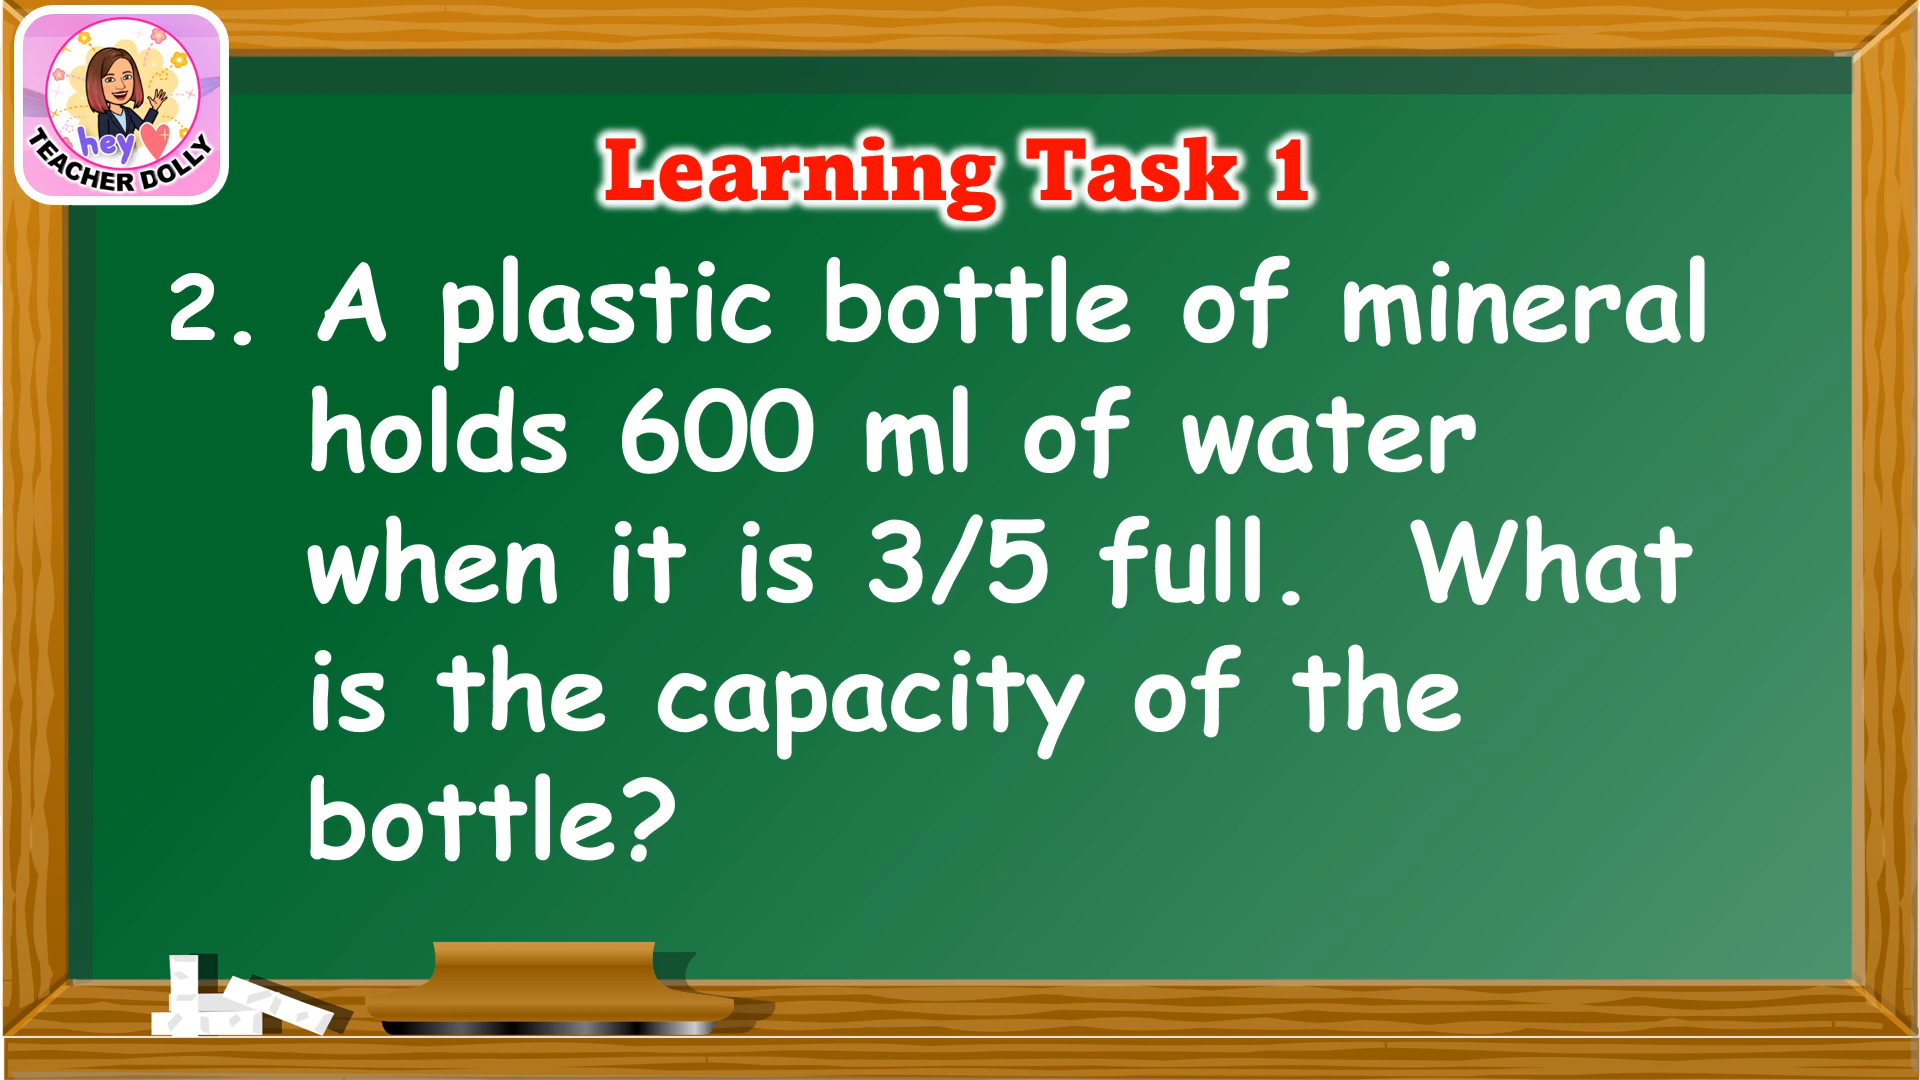 hey
TEACHER DOLLY
Learning Task 1
2. A plastic bottle of mineral
holds 600 ml of water
when it is 3/5 full. What
is the capacity of the
bottle?